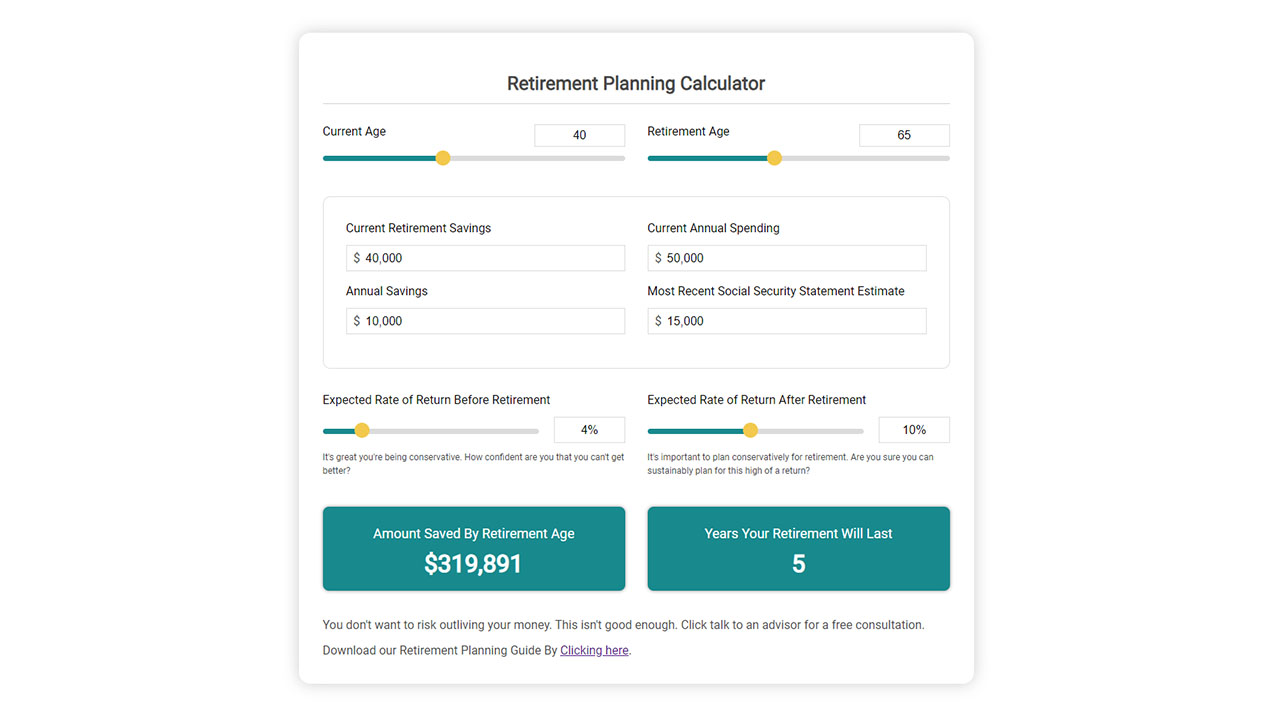 Retirement Planning Calculator
Current Age 40
Retirement Age 65
Current Retirement Savings
$ 40,000
Current Annual Spending
$ 50,000
Annual Savings
$ 10,000
Most Recent Social Security Statement Estimate
$ 15,000
Expected Rate of Return Before Retirement
4%
It's great you're being conservative. How confident are you that you can't get
better?
Expected Rate of Return After Retirement
10%
It's important to plan conservatively for retirement. Are you sure you can
sustainably plan for this high of a return?
Amount Saved By Retirement Age
$319,891
Years Your Retirement Will Last
5
You don't want to risk outliving your money. This isn't good enough. Click talk to an advisor for a free consultation.
Download our Retirement Planning Guide By Clicking here.